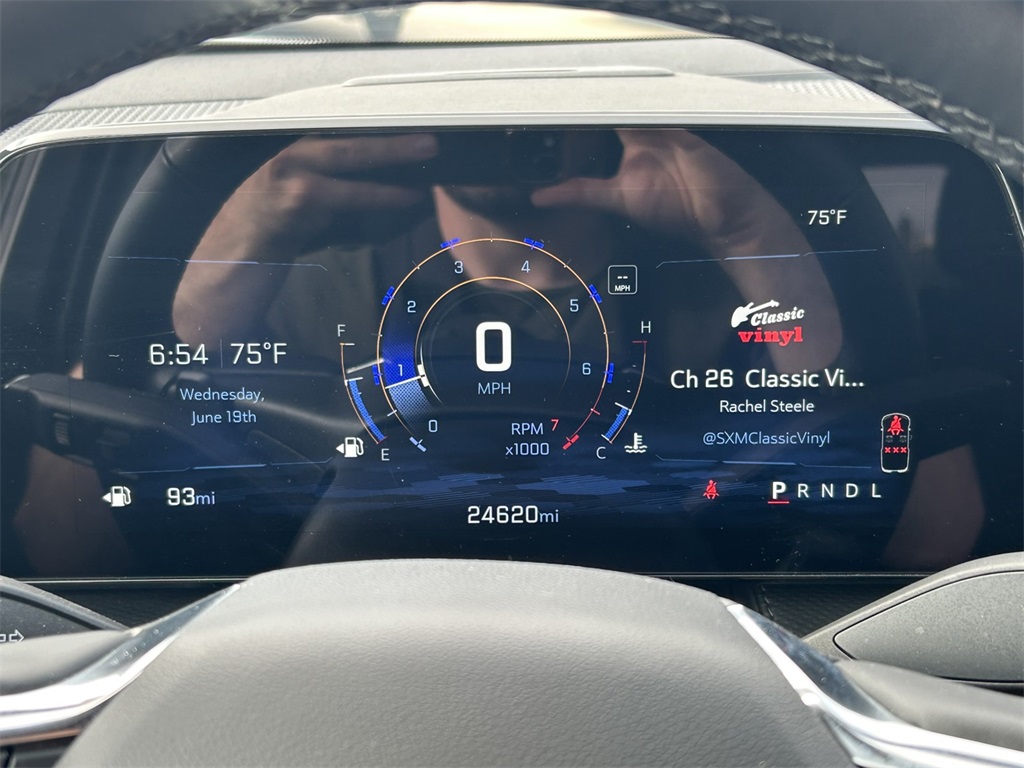 75°F
3 4
2 5
-- MPH
Classic
vinyl
F
H
6:54 75°F
1
0
6
MPH
Ch 26 Classic Vi...
Wednesday,
June 19th
Rachel Steele
0
RPM 7
x1000
@SXMClassicVinyl
E
C
93mi
P R N D L
24620mi